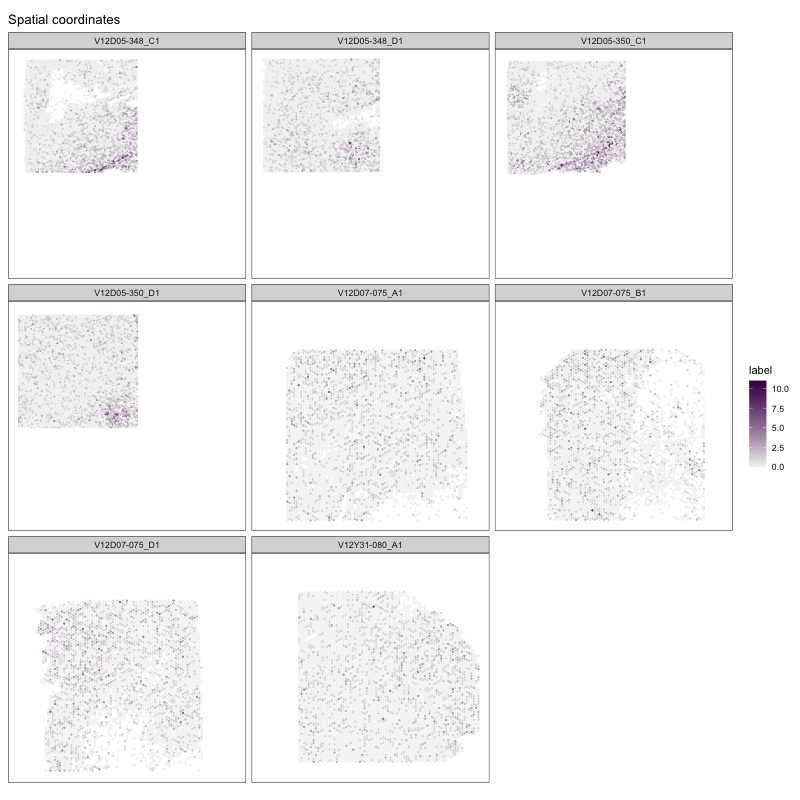 Spatial coordinates
V12D05-348_C1
V12D05-348_D1
V12D05-350_C1
V12D05-350_D1
V12D07-075_A1
V12D07-075_B1
label
10.0
7.5
5.0
2.5
0.0
V12D07-075_D1
V12Y31-080_A1